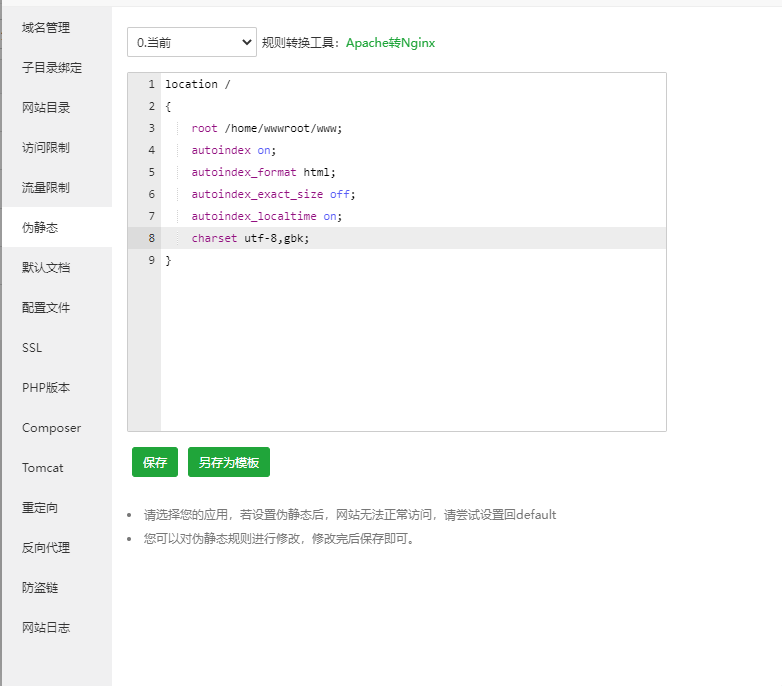 域名管理
子目录绑定
网站目录
访问限制
流量限制
伪静态
默认文档
配置文件
SSL
PHP版本
Composer
Tomcat
重定向
反向代理
防盗链
网站日志
0.当前 规则转换工具：Apache转Nginx
1 location /
2 {
3 root /home/wwwroot/www;
4 autoindex on;
5 autoindex_format html;
6 autoindex_exact_size off;
7 autoindex_localtime on;
8 charset utf-8,gbk;
9 }
保存 另存为模板
• 请选择您的应用，若设置伪静态后，网站无法正常访问，请尝试设置回default
• 您可以对伪静态规则进行修改，修改完后保存即可。